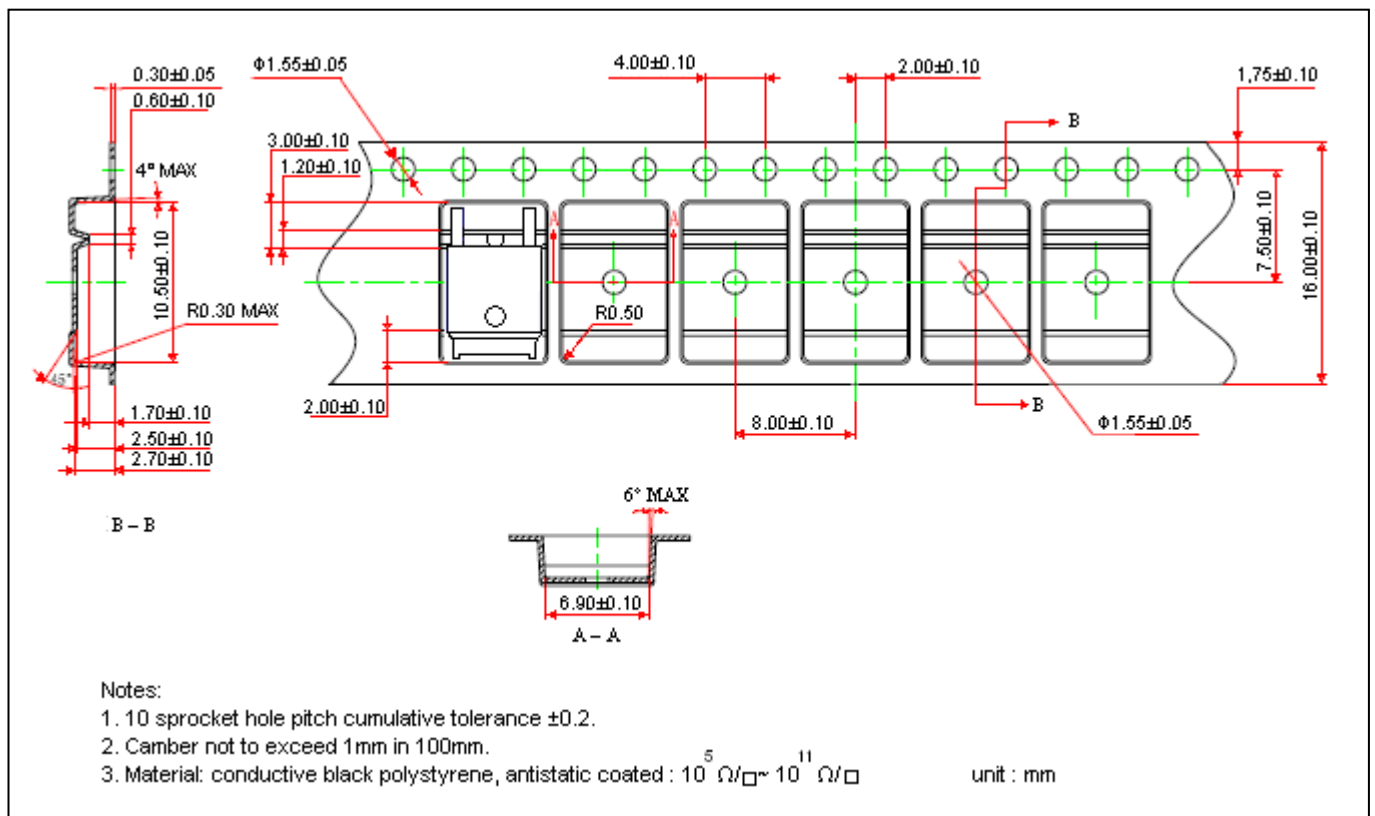 0.30±0.05
0.60±0.10
Φ1.55±0.05
4.00±0.10
2.00±0.10
1,75±0.10
3.00±0.10
1.20±0.10
4° MAX
B
A
A
10.50±0.10
7.50±0.10
16.00±0.10
R0.30 MAX
R0.50
45°
2.00±0.10
1.70±0.10
2.50±0.10
2.70±0.10
8.00±0.10
B
Φ1.55±0.05
B – B
6° MAX
6.90±0.10
A – A
Notes:
1. 10 sprocket hole pitch cumulative tolerance ±0.2.
2. Camber not to exceed 1mm in 100mm.
3. Material: conductive black polystyrene, antistatic coated : 10⁵ Ω/□~ 10¹¹ Ω/□ unit : mm